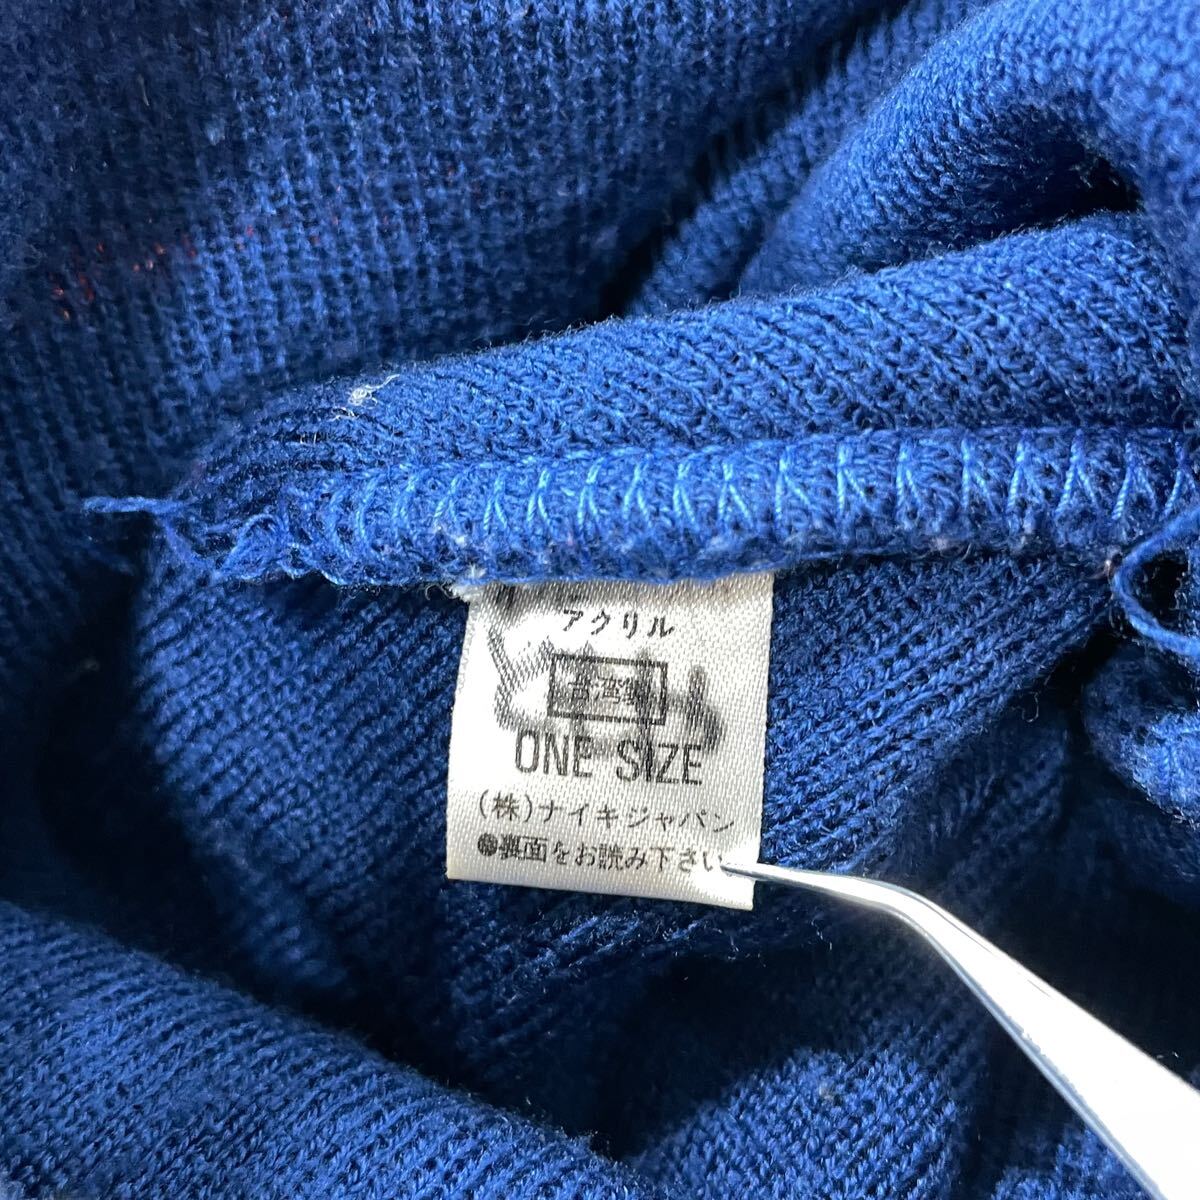 アクリル
台湾製
ONE SIZE
(株)ナイキジャパン
●裏面をお読み下さい。